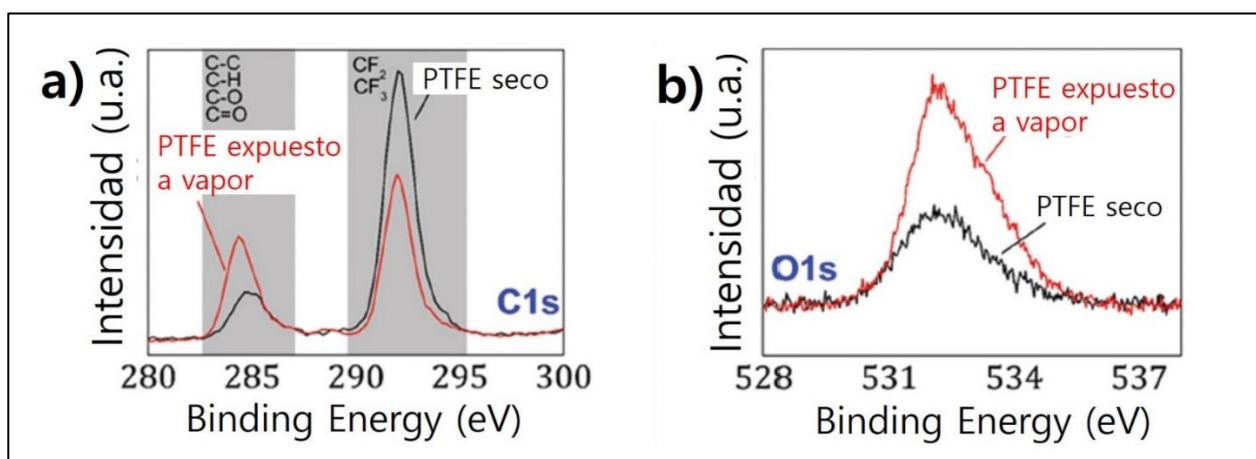 a)
Intensidad (u.a.)
C-C
C-H
C-O
C=O
CF₂
CF₃
PTFE seco
PTFE expuesto
a vapor
C1s
280 285 290 295 300
Binding Energy (eV)
b)
Intensidad (u.a.)
PTFE expuesto
a vapor
PTFE seco
O1s
528 531 534 537
Binding Energy (eV)